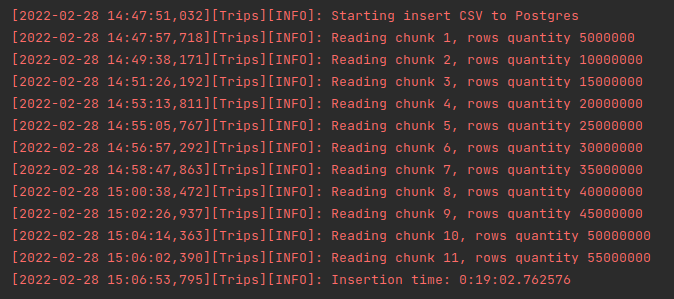 [2022-02-28 14:47:51,032][Trips][INFO]: Starting insert CSV to Postgres
[2022-02-28 14:47:57,718][Trips][INFO]: Reading chunk 1, rows quantity 5000000
[2022-02-28 14:49:38,171][Trips][INFO]: Reading chunk 2, rows quantity 10000000
[2022-02-28 14:51:26,192][Trips][INFO]: Reading chunk 3, rows quantity 15000000
[2022-02-28 14:53:13,811][Trips][INFO]: Reading chunk 4, rows quantity 20000000
[2022-02-28 14:55:05,767][Trips][INFO]: Reading chunk 5, rows quantity 25000000
[2022-02-28 14:56:57,292][Trips][INFO]: Reading chunk 6, rows quantity 30000000
[2022-02-28 14:58:47,863][Trips][INFO]: Reading chunk 7, rows quantity 35000000
[2022-02-28 15:00:38,472][Trips][INFO]: Reading chunk 8, rows quantity 40000000
[2022-02-28 15:02:26,937][Trips][INFO]: Reading chunk 9, rows quantity 45000000
[2022-02-28 15:04:14,363][Trips][INFO]: Reading chunk 10, rows quantity 50000000
[2022-02-28 15:06:02,390][Trips][INFO]: Reading chunk 11, rows quantity 55000000
[2022-02-28 15:06:53,795][Trips][INFO]: Insertion time: 0:19:02.762576